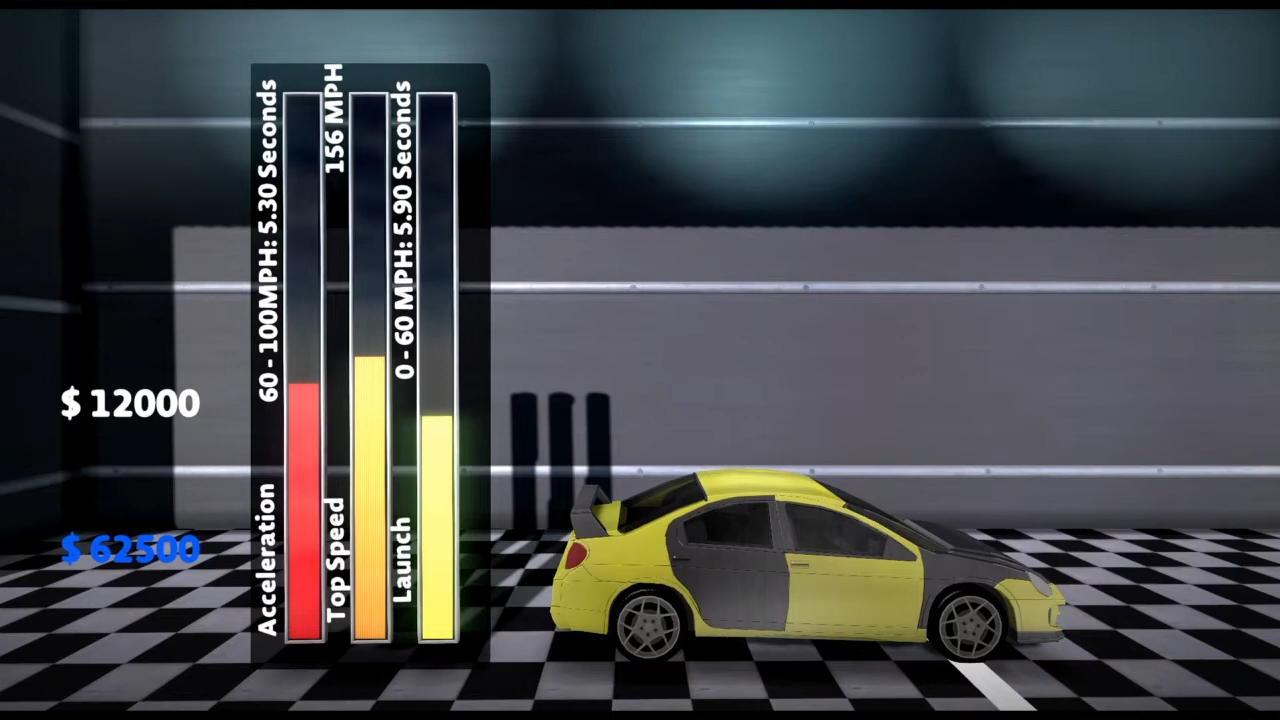 $ 12000
$ 62500
Acceleration
60 - 100MPH: 5.30 Seconds
Top Speed
156 MPH
Launch
0 - 60 MPH: 5.90 Seconds